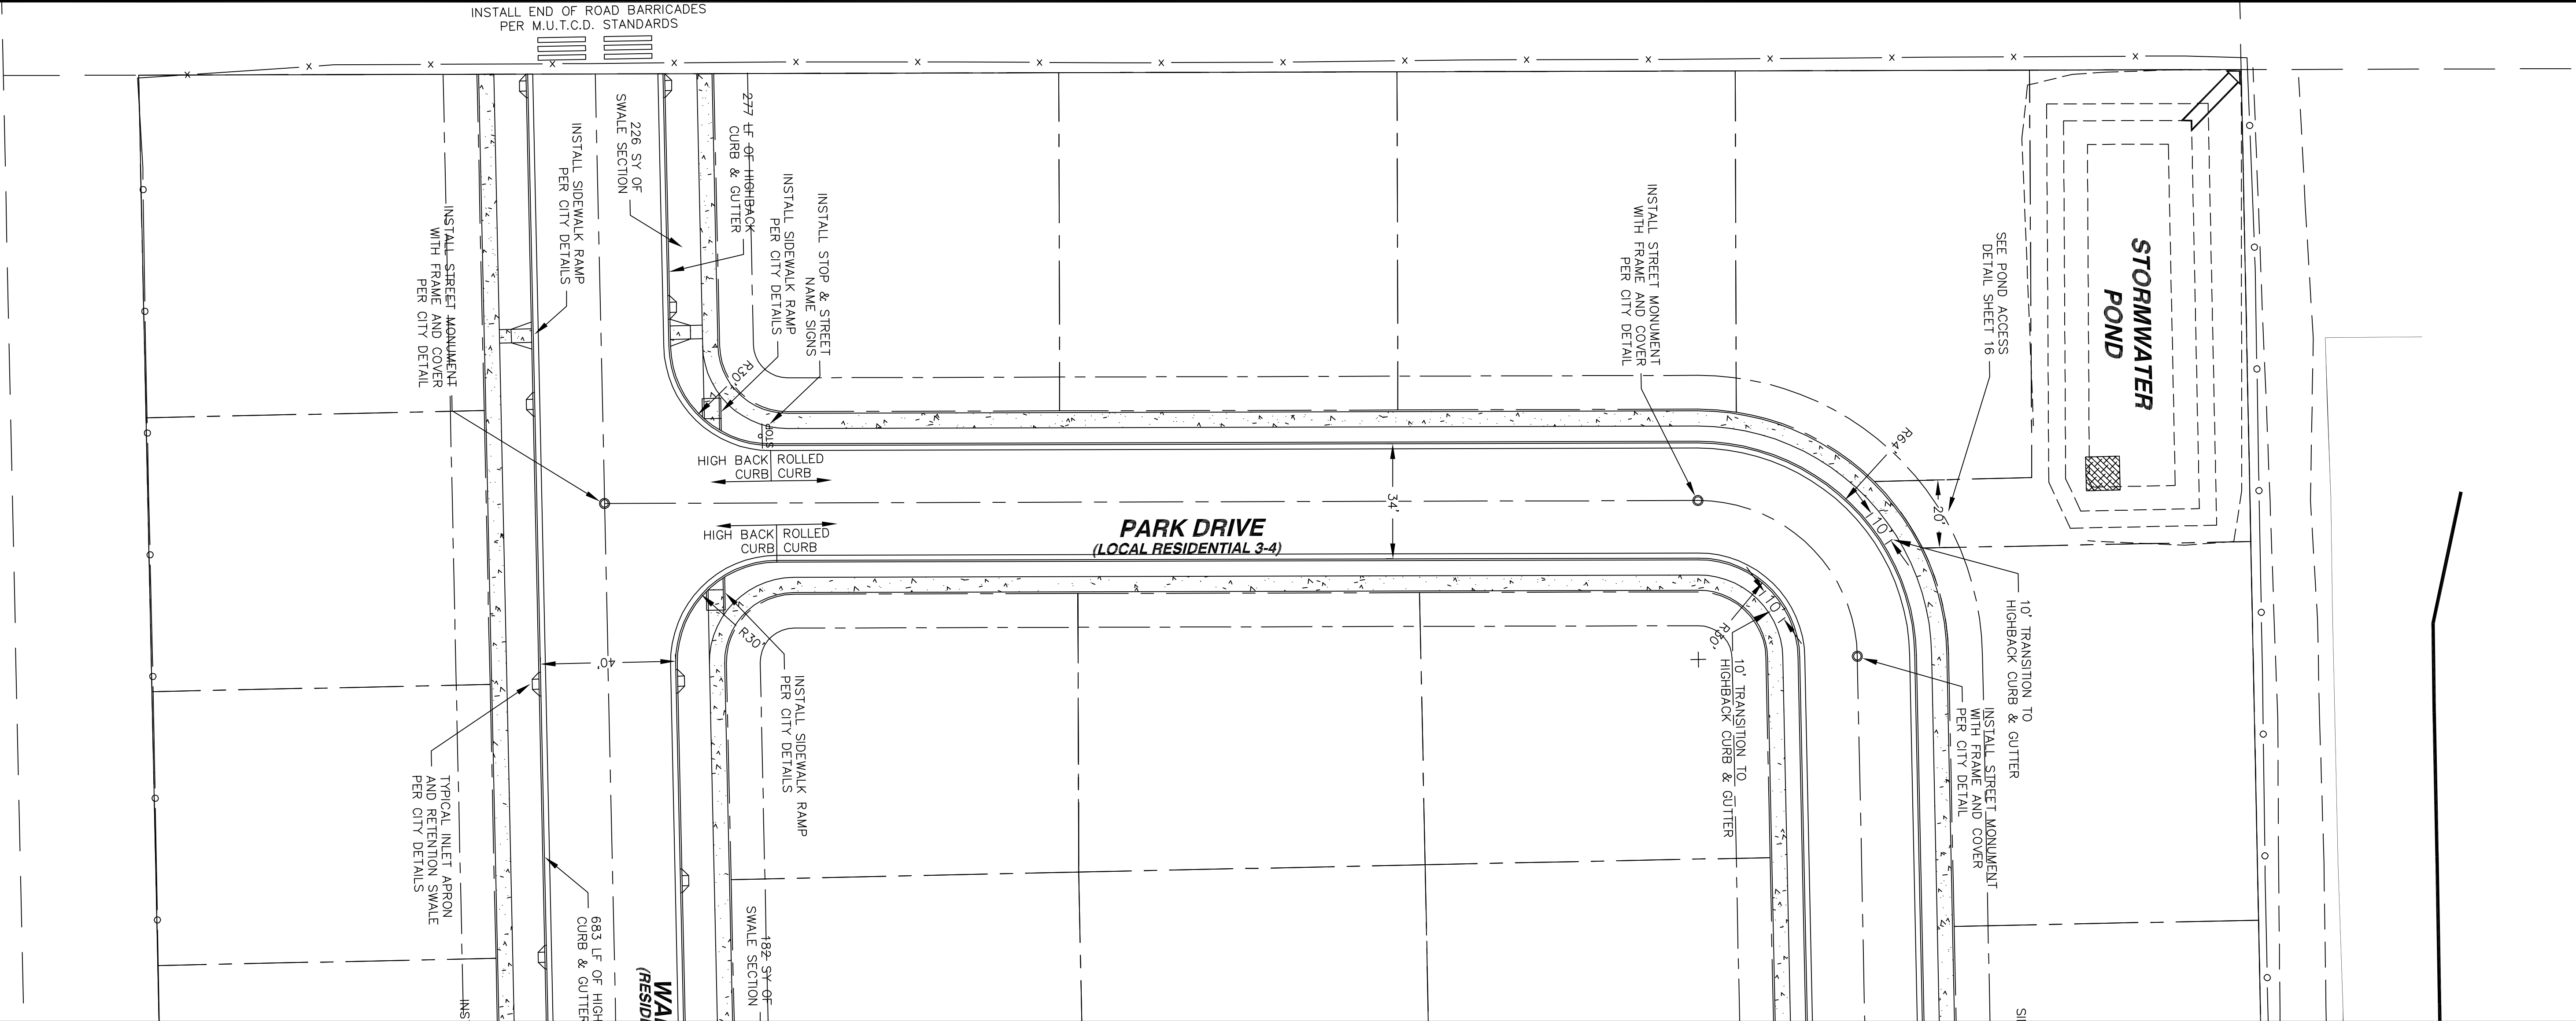 INSTALL END OF ROAD BARRICADES
PER M.U.T.C.D. STANDARDS
226 SY OF
SWALE SECTION
INSTALL SIDEWALK RAMP
PER CITY DETAILS
277 LF OF HIGHBACK
CURB & GUTTER
INSTALL SIDEWALK RAMP
PER CITY DETAILS
INSTALL STOP & STREET
NAME SIGNS
INSTALL STREET MONUMENT
WITH FRAME AND COVER
PER CITY DETAIL
INSTALL STREET MONUMENT
WITH FRAME AND COVER
PER CITY DETAIL
SEE POND ACCESS
DETAIL SHEET 16
STORMWATER
POND
R30'
STOP
HIGH BACK
CURB
ROLLED
CURB
HIGH BACK
CURB
ROLLED
CURB
PARK DRIVE
(LOCAL RESIDENTIAL 3-4)
34'
R64'
10'
20'
10' TRANSITION TO
HIGHBACK CURB & GUTTER
INSTALL STREET MONUMENT
WITH FRAME AND COVER
PER CITY DETAIL
10'
R30'
10' TRANSITION TO
HIGHBACK CURB & GUTTER
R30'
40'
INSTALL SIDEWALK RAMP
PER CITY DETAILS
TYPICAL INLET APRON
AND RETENTION SWALE
PER CITY DETAILS
683 LF OF HIGH
CURB & GUTTER
182 SY OF
SWALE SECTION
WA
(RESID
INS
SI